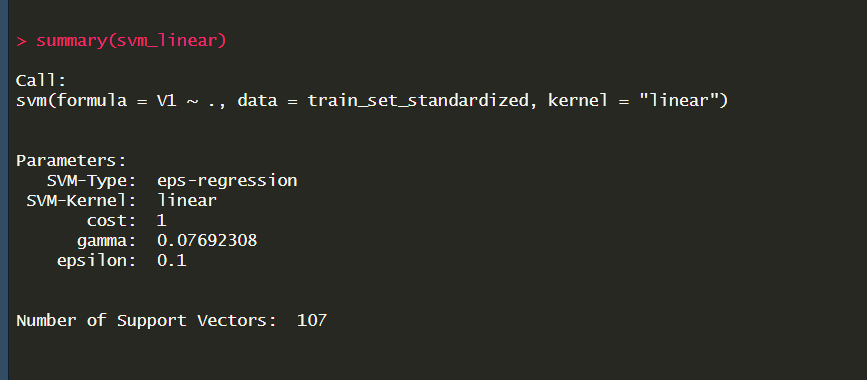 > summary(svm_linear)
Call:
svm(formula = V1 ~ ., data = train_set_standardized, kernel = "linear")
Parameters:
SVM-Type: eps-regression
SVM-Kernel: linear
cost: 1
gamma: 0.07692308
epsilon: 0.1
Number of Support Vectors: 107